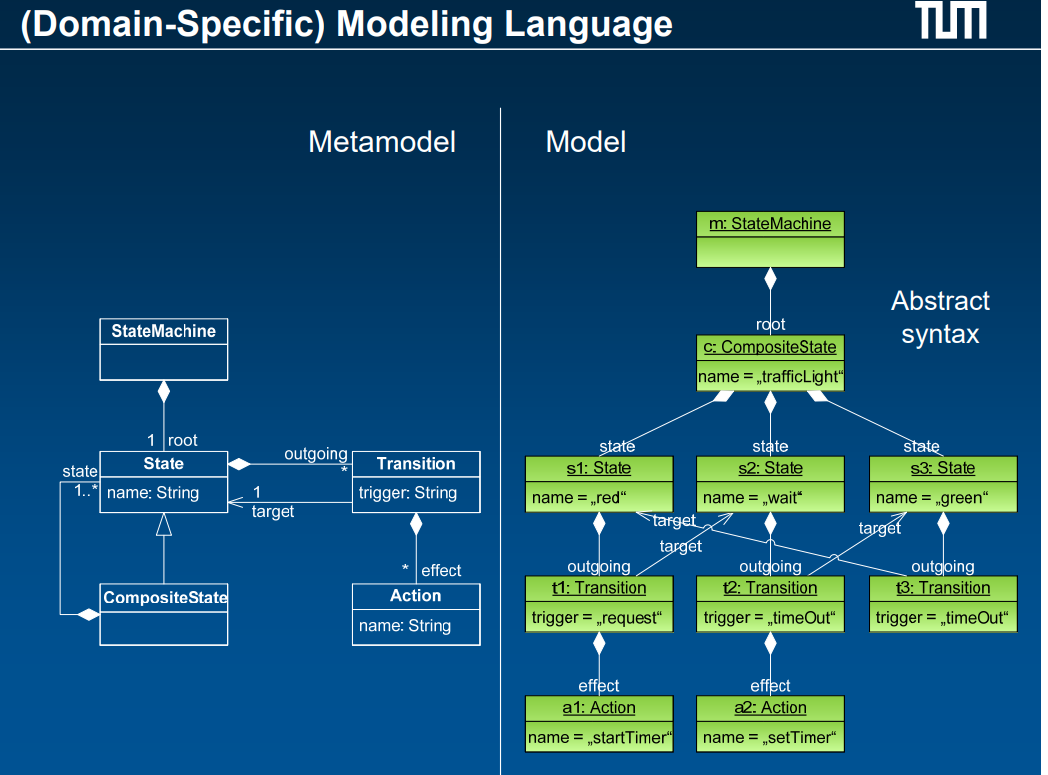 (Domain-Specific) Modeling Language
TUM
Metamodel
Model
StateMachine
1 root
State
name: String
state
1..*
outgoing
*
1
target
Transition
trigger: String
* effect
CompositeState
Action
name: String
m: StateMachine
Abstract
syntax
root
c: CompositeState
name = „trafficLight“
state
state
state
s1: State
name = „red“
s2: State
name = „wait“
s3: State
name = „green“
target
target
target
outgoing
outgoing
outgoing
t1: Transition
trigger = „request“
t2: Transition
trigger = „timeOut“
t3: Transition
trigger = „timeOut“
effect
effect
a1: Action
name = „startTimer“
a2: Action
name = „setTimer“